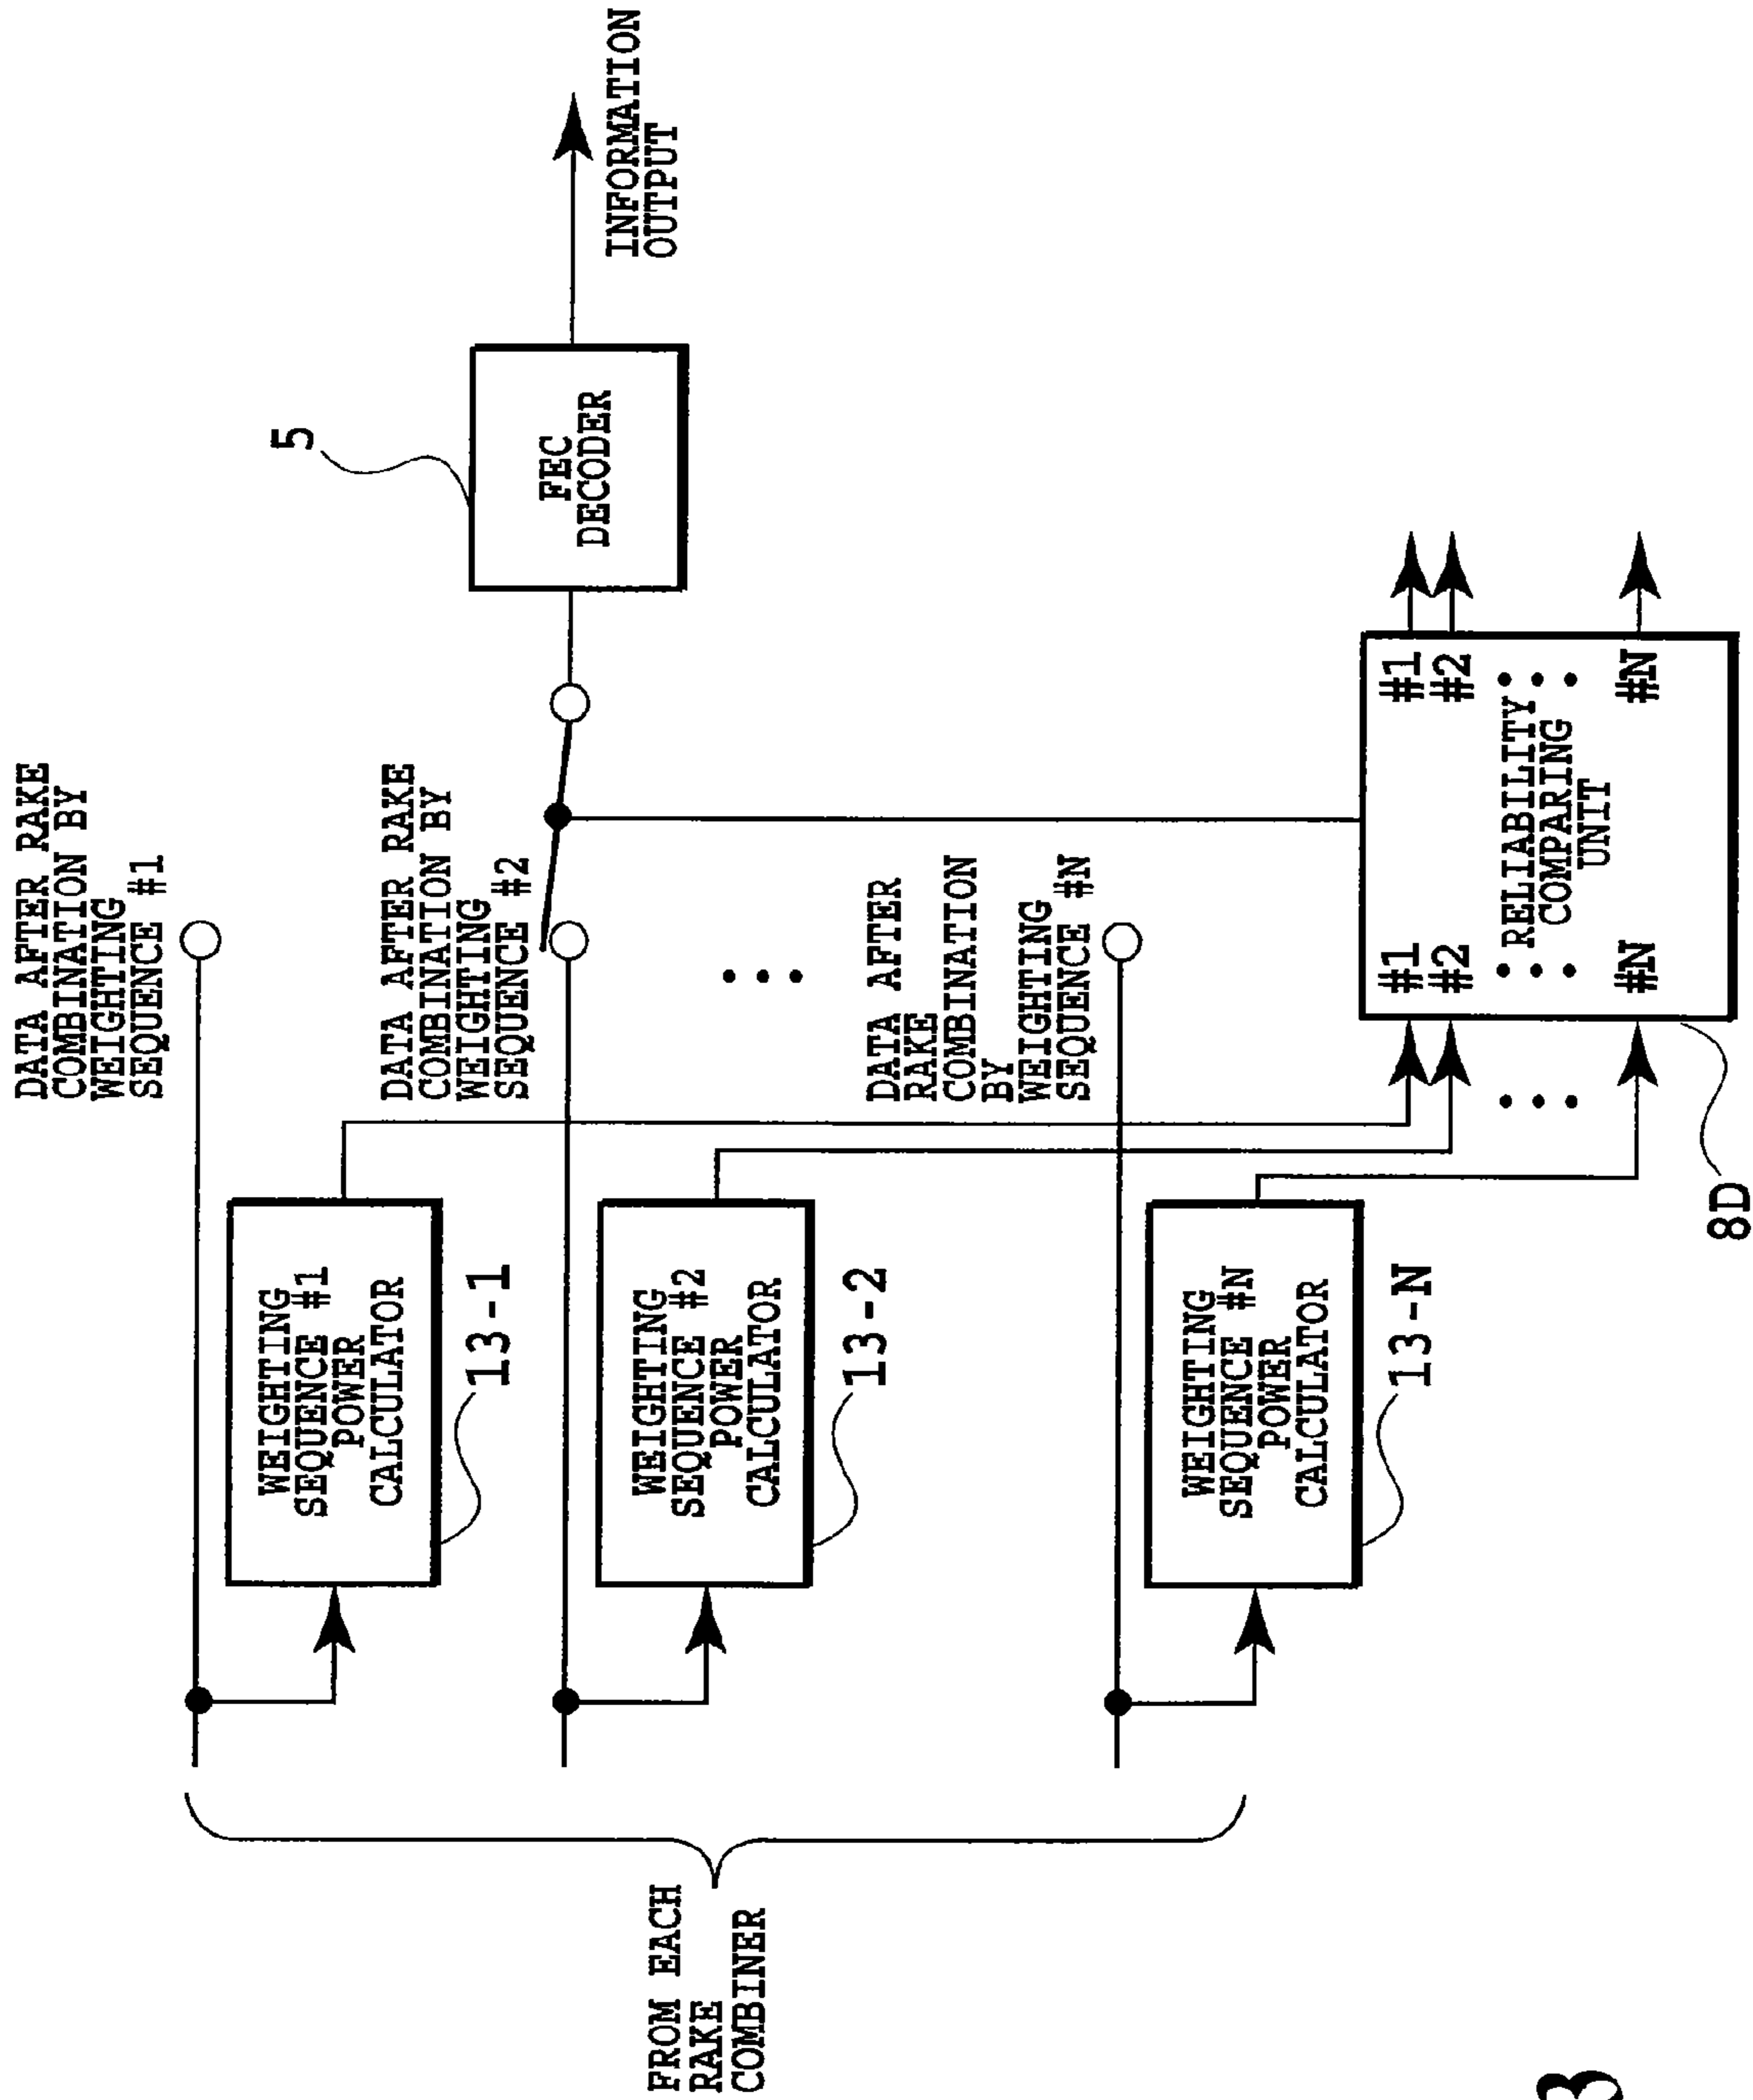 FROM EACH
RAKE
COMBINER
DATA AFTER RAKE
COMBINATION BY
WEIGHTING
SEQUENCE #1
WEIGHTING
SEQUENCE #1
POWER
CALCULATOR
13-1
DATA AFTER RAKE
COMBINATION BY
WEIGHTING
SEQUENCE #2
WEIGHTING
SEQUENCE #2
POWER
CALCULATOR
13-2
DATA AFTER
RAKE
COMBINATION
BY
WEIGHTING
SEQUENCE #N
WEIGHTING
SEQUENCE #N
POWER
CALCULATOR
13-N
5
FEC
DECODER
INFORMATION
OUTPUT
#1 #1
#2 #2
RELIABILITY
COMPARING
UNIT
#N #N
8D
3